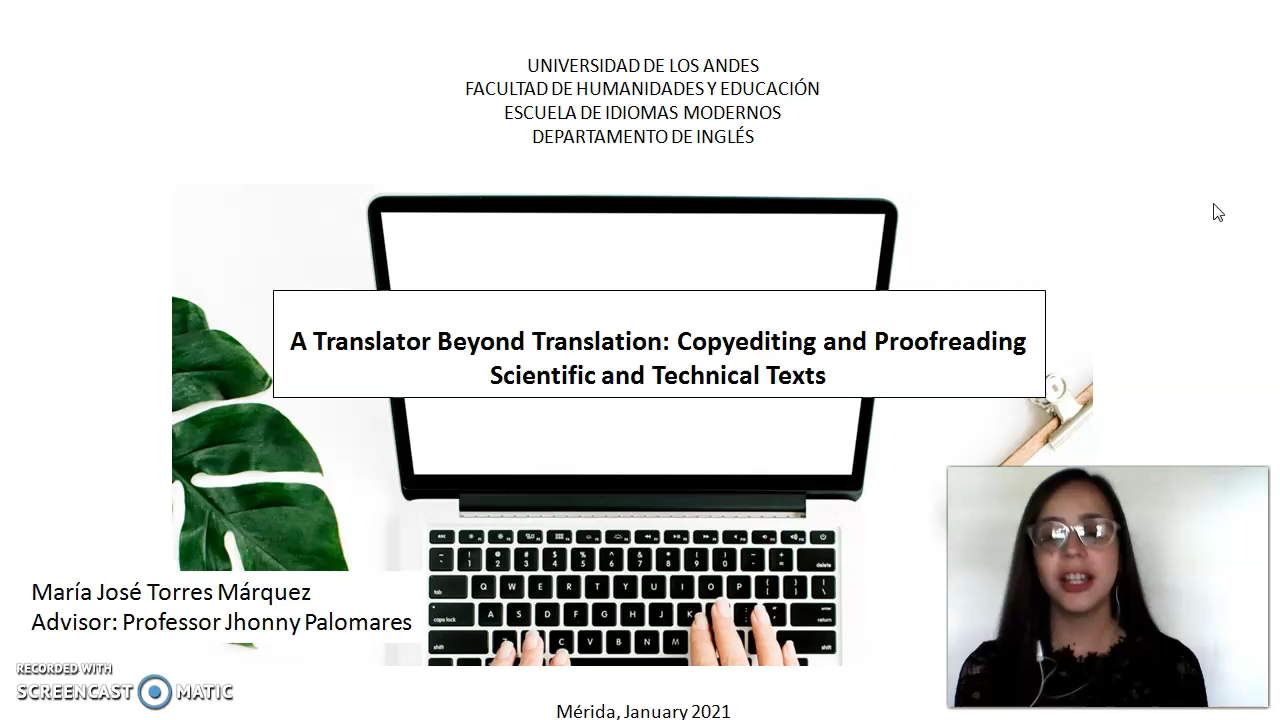 UNIVERSIDAD DE LOS ANDES
FACULTAD DE HUMANIDADES Y EDUCACIÓN
ESCUELA DE IDIOMAS MODERNOS
DEPARTAMENTO DE INGLÉS
A Translator Beyond Translation: Copyediting and Proofreading
Scientific and Technical Texts
María José Torres Márquez
Advisor: Professor Jhonny Palomares
RECORDED WITH
SCREENCAST MATIC
Mérida, January 2021